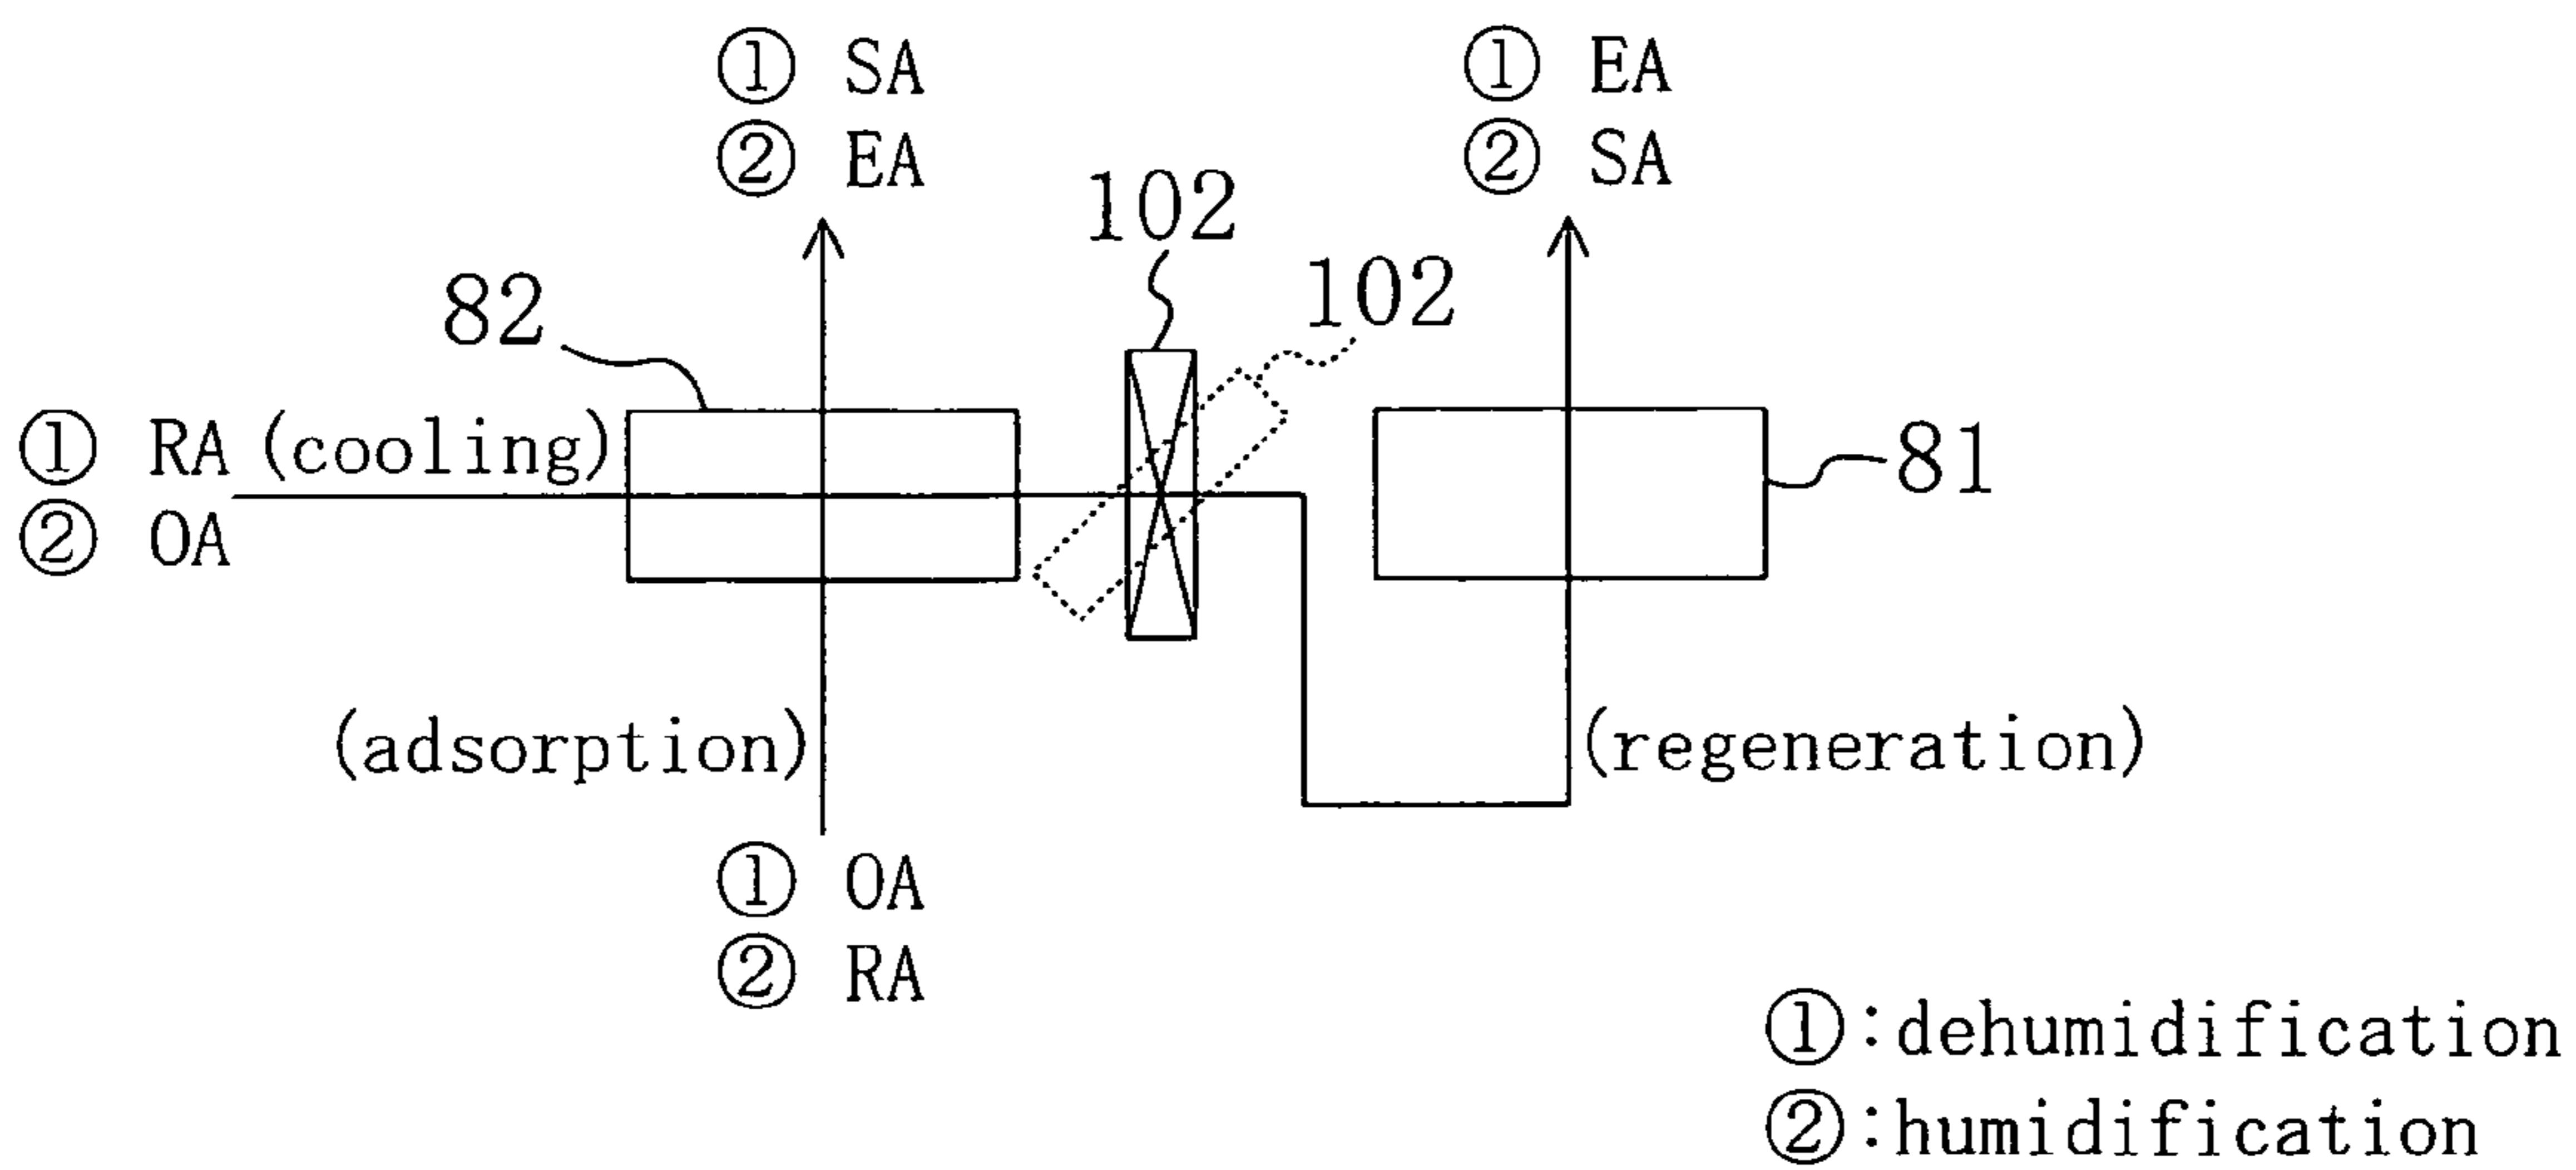 ① SA
② EA
① EA
② SA
102
102
82
① RA (cooling)
② OA
81
(adsorption)
(regeneration)
① OA
② RA
①:dehumidification
②:humidification